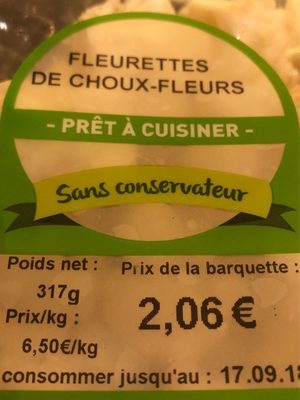 FLEURETTES
DE CHOUX-FLEURS
- PRÊT À CUISINER -
Sans conservateur
Poids net :
317g
Prix/kg :
6,50€/kg
Prix de la barquette :
2,06€
consommer jusqu'au : 17.09.18